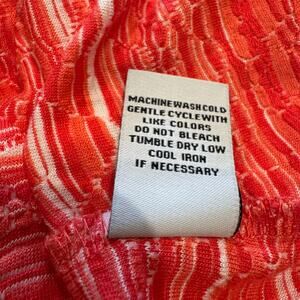 MACHINE WASH COLD
GENTLE CYCLE WITH
LIKE COLORS
DO NOT BLEACH
TUMBLE DRY LOW
COOL IRON
IF NECESSARY